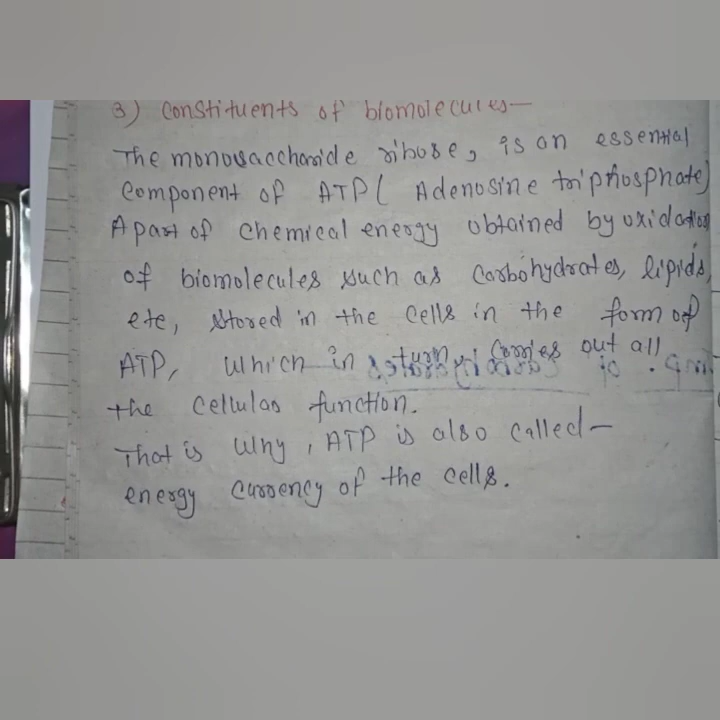 3) Constituents of biomolecules—
The monosaccharide ribose, is an essential
component of ATP( Adenosine triphosphate)
A part of chemical energy obtained by oxidation
of biomolecules such as carbohydrates, lipids,
etc, stored in the cells in the form of
ATP, which in turn, carries out all
the cellular function.
That is why, ATP is also called—
energy currency of the cells.